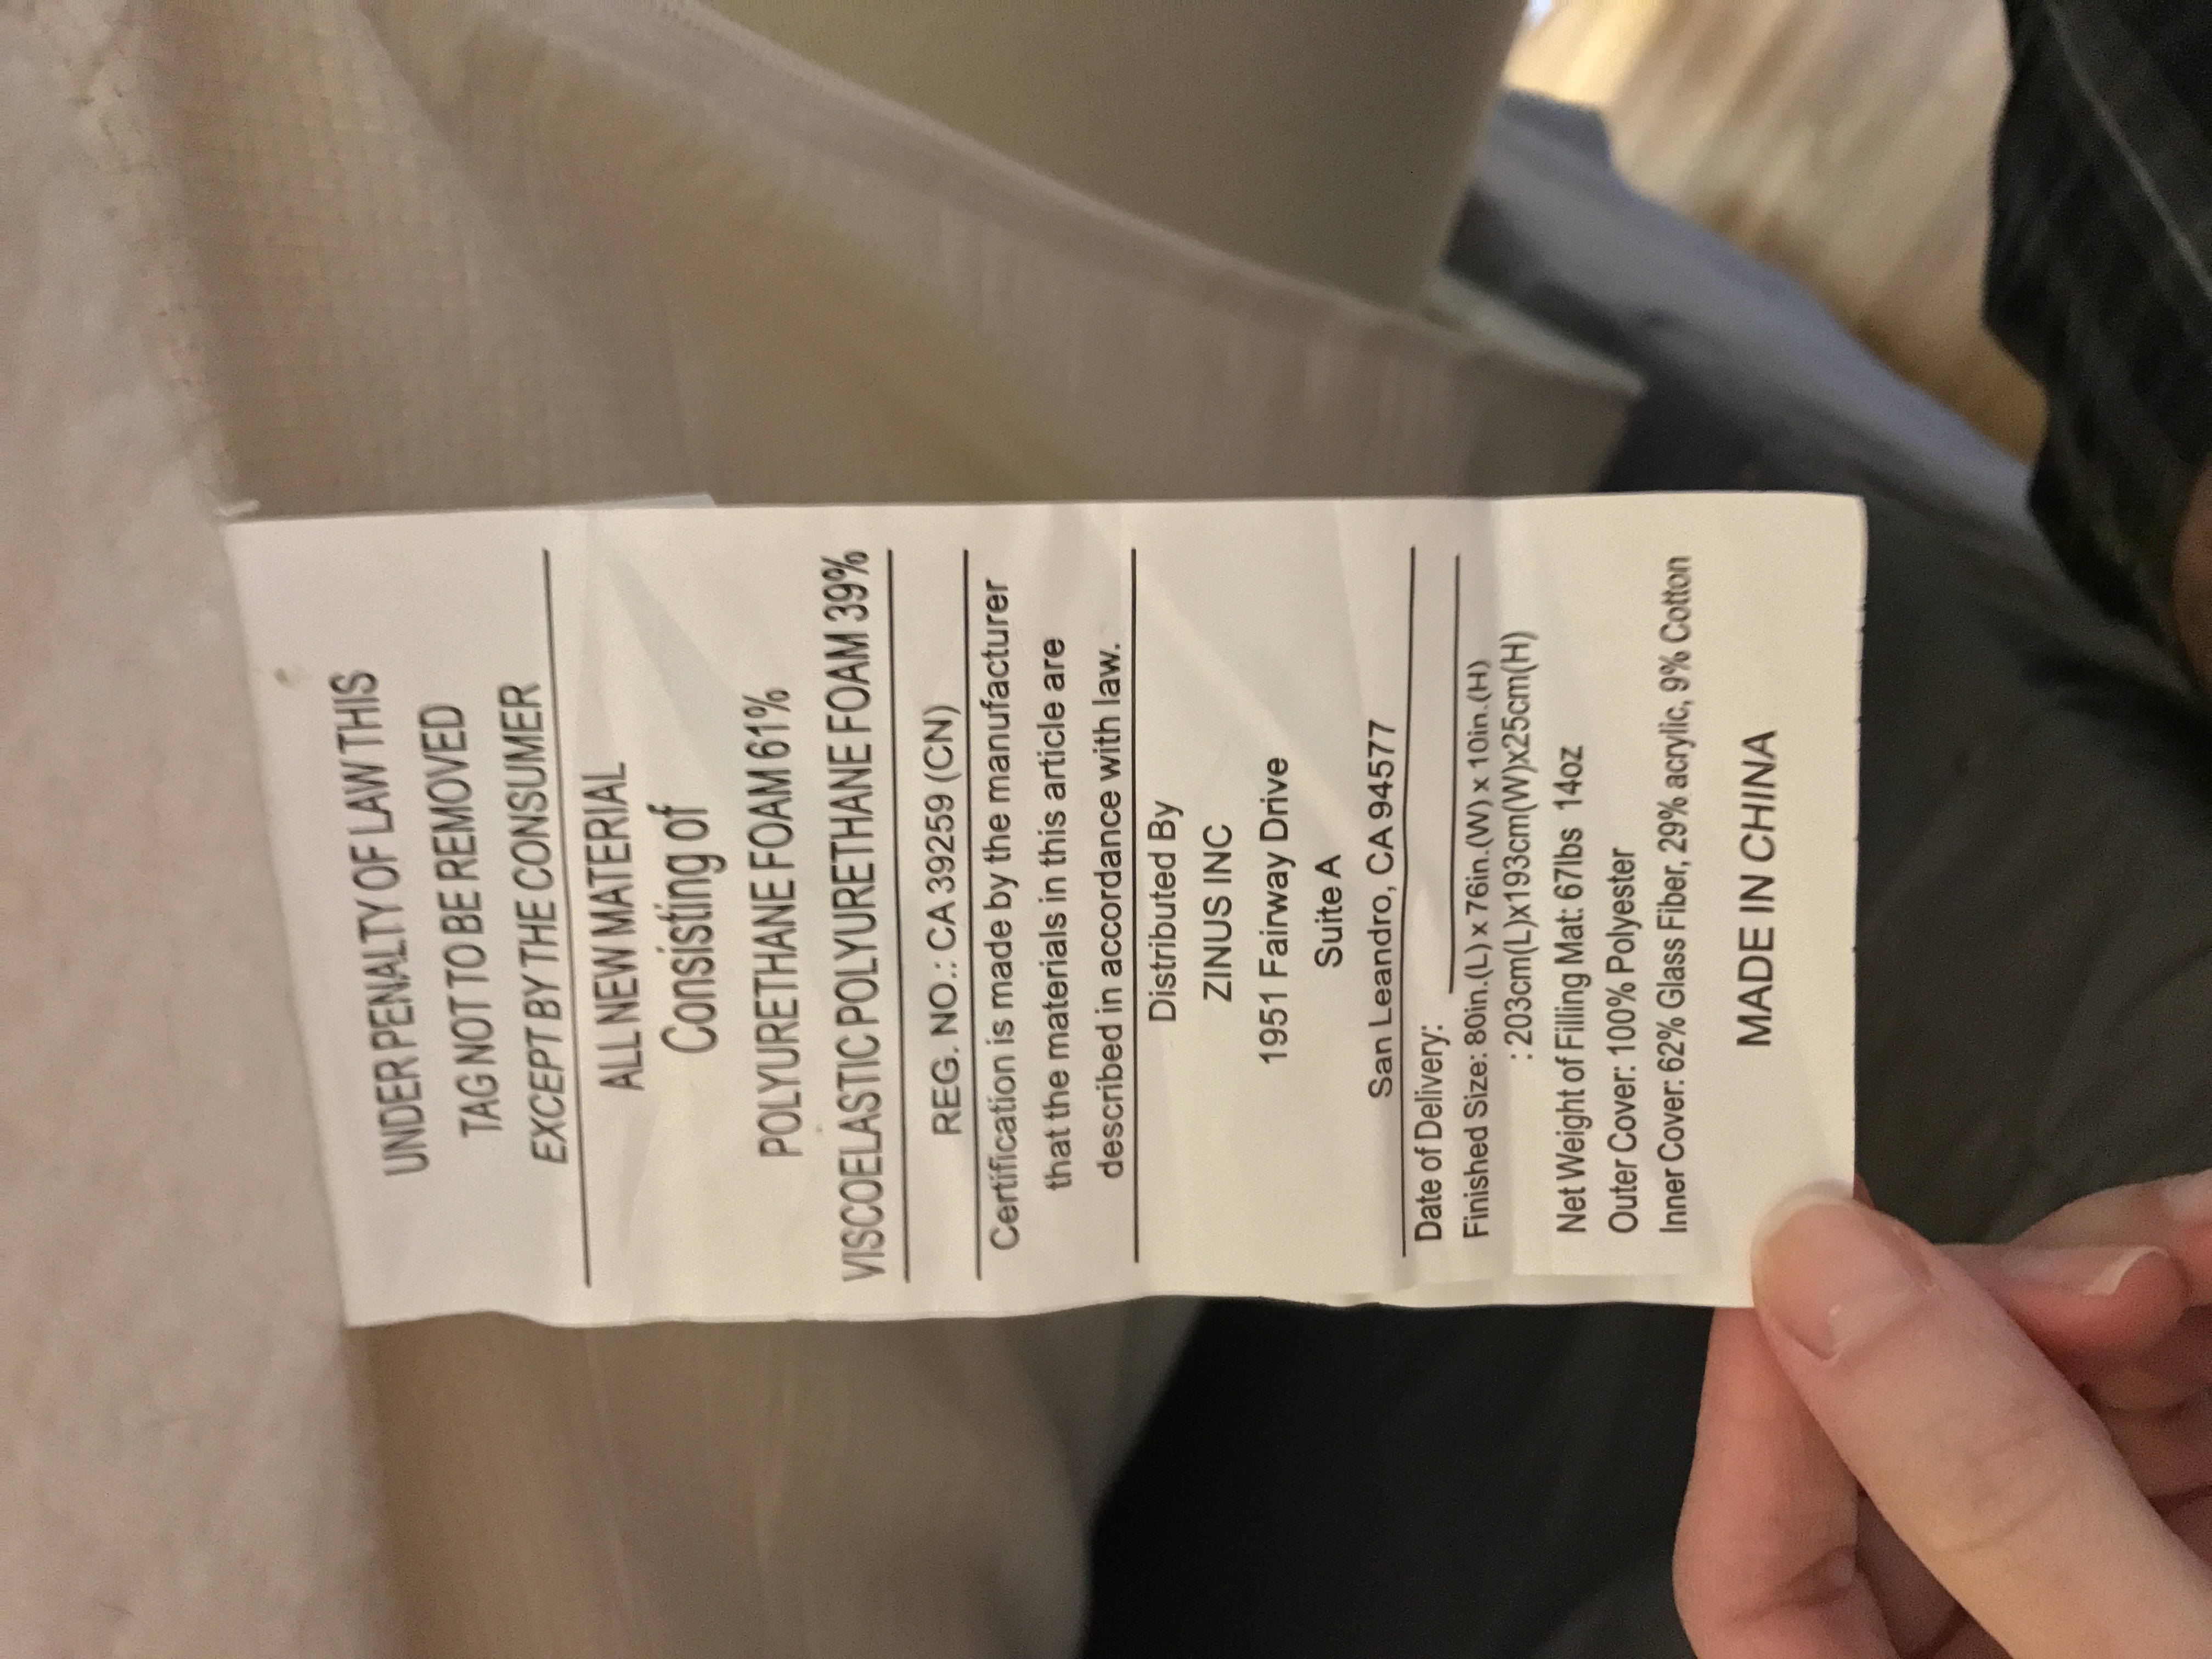 UNDER PENALTY OF LAW THIS
TAG NOT TO BE REMOVED
EXCEPT BY THE CONSUMER
ALL NEW MATERIAL
Consisting of
POLYURETHANE FOAM 61%
VISCOELASTIC POLYURETHANE FOAM 39%
REG. NO.: CA 39259 (CN)
Certification is made by the manufacturer
that the materials in this article are
described in accordance with law.
Distributed By
ZINUS INC
1951 Fairway Drive
Suite A
San Leandro, CA 94577
Date of Delivery:
Finished Size: 80in.(L) x 76in.(W) x 10in.(H)
: 203cm(L)x193cm(W)x25cm(H)
Net Weight of Filling Mat: 67lbs 14oz
Outer Cover: 100% Polyester
Inner Cover: 62% Glass Fiber, 29% acrylic, 9% Cotton
MADE IN CHINA